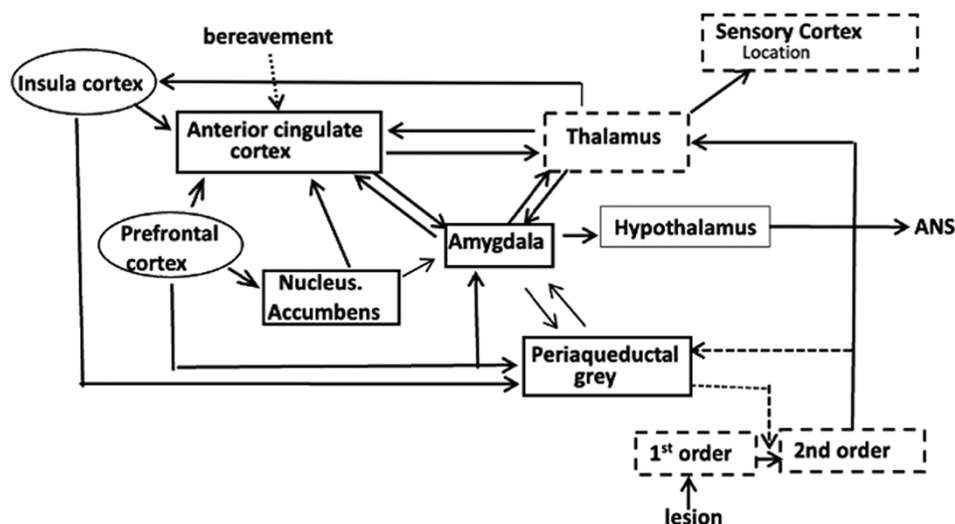 bereavement
Sensory Cortex
Location
Insula cortex
Anterior cingulate
cortex
Thalamus
Prefrontal
cortex
Amygdala
Hypothalamus
ANS
Nucleus.
Accumbens
Periaqueductal
grey
1st order
2nd order
lesion